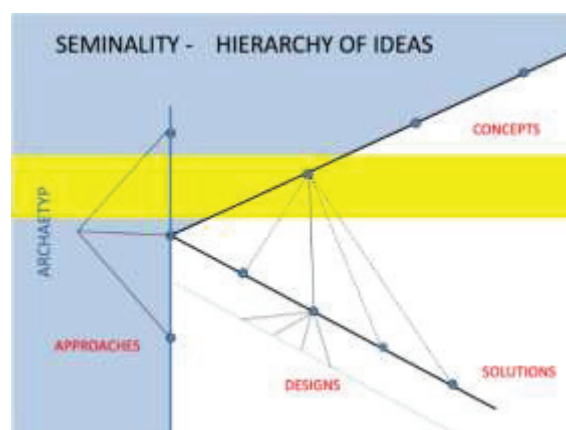 SEMINALITY - HIERARCHY OF IDEAS
CONCEPTS
ARCHAETYP
APPROACHES
DESIGNS
SOLUTIONS